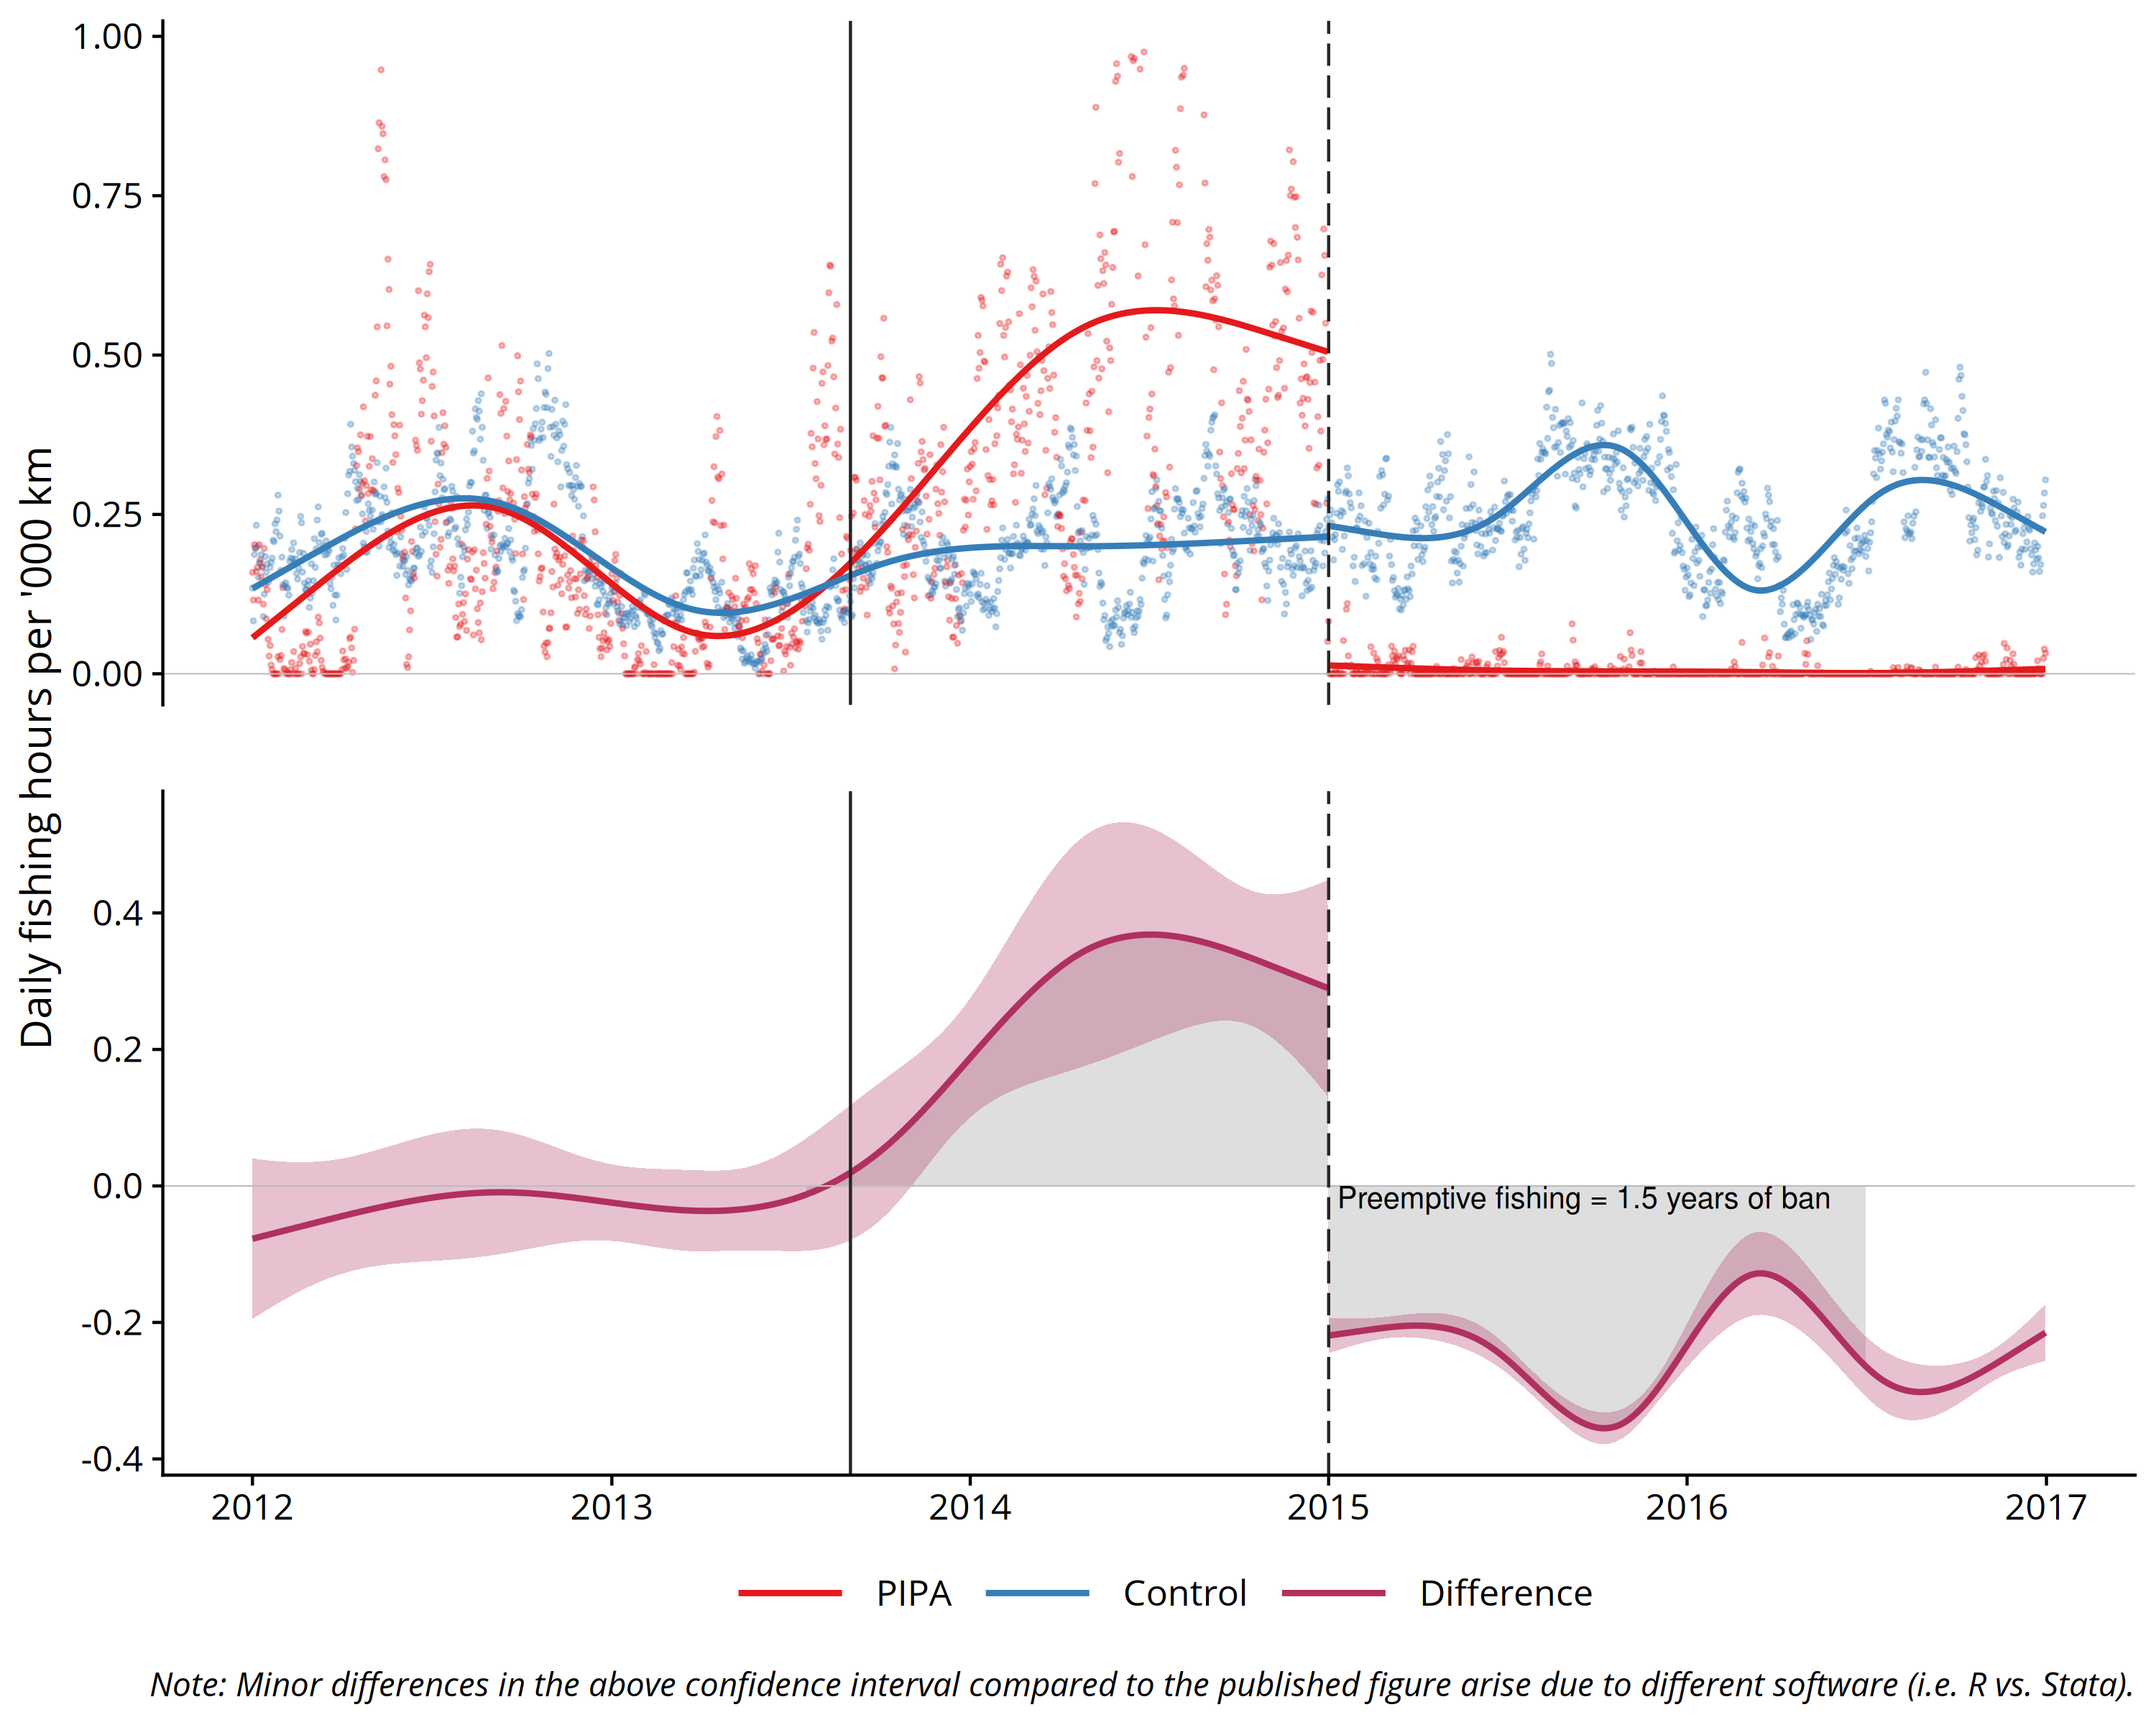 Daily fishing hours per '000 km
1.00
0.75
0.50
0.25
0.00
0.4
0.2
0.0
-0.2
-0.4
Preemptive fishing = 1.5 years of ban
2012 2013 2014 2015 2016 2017
PIPA Control Difference
Note: Minor differences in the above confidence interval compared to the published figure arise due to different software (i.e. R vs. Stata).